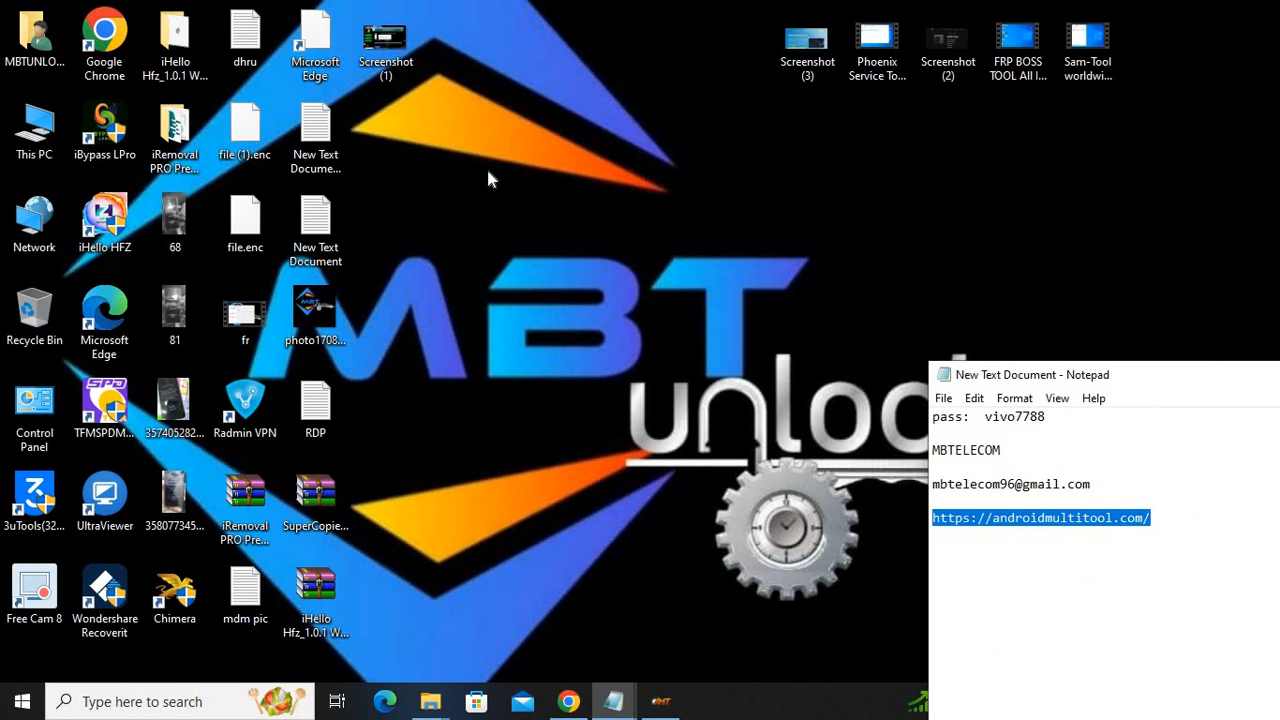 MBTUNLO...
Google
Chrome
iHello
Hfz_1.0.1 W...
dhru
Microsoft
Edge
Screenshot
(1)
Screenshot
(3)
Phoenix
Service To...
Screenshot
(2)
FRP BOSS
TOOL All I...
Sam-Tool
worldwi...
This PC
iBypass LPro
iRemoval
PRO Pre...
file (1).enc
New Text
Docume...
Network
iHello HFZ
68
file.enc
New Text
Document
Recycle Bin
Microsoft
Edge
81
fr
photo1708...
MBT
unloc
Control
Panel
TFMSPDM...
357405282...
Radmin VPN
RDP
3uTools(32...
UltraViewer
358077345...
iRemoval
PRO Pre...
SuperCopie...
Free Cam 8
Wondershare
Recoverit
Chimera
mdm pic
iHello
Hfz_1.0.1 W...
New Text Document - Notepad
File Edit Format View Help
pass: vivo7788
MBTELECOM
mbtelecom96@gmail.com
https://androidmultitool.com/
Type here to search